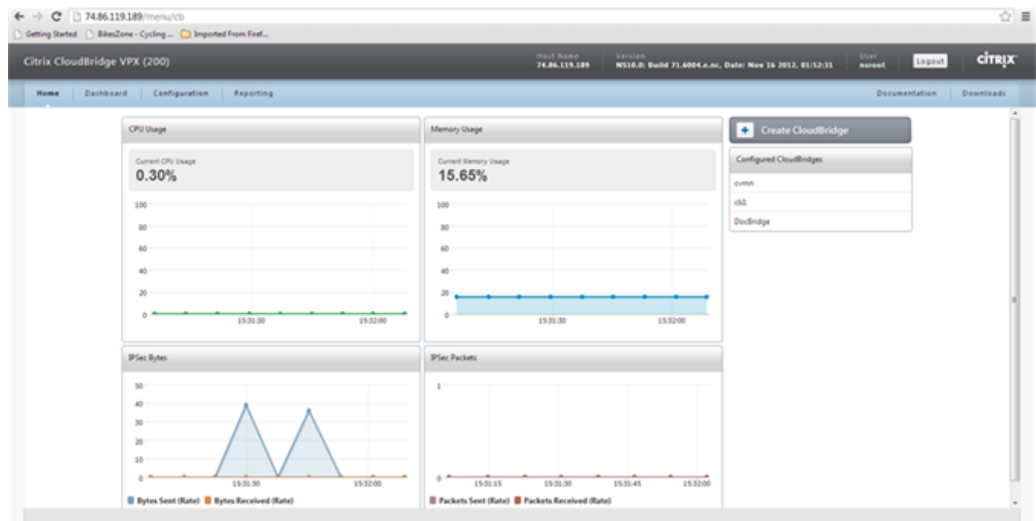 74.86.119.189/menu/cb
Getting Started BikesZone - Cycling ... Imported From Firef...
Citrix CloudBridge VPX (200)
Host Name
74.86.119.189
Version
NS10.0: Build 71.6004.e.nc, Date: Nov 16 2012, 01:52:31
User
nsroot
Logout
CITRIX
Home Dashboard Configuration Reporting Documentation Downloads
CPU Usage
Current CPU Usage
0.30%
100
80
60
40
20
0
15:31:30 15:32:00
Memory Usage
Current Memory Usage
15.65%
100
80
60
40
20
0
15:31:30 15:32:00
Create CloudBridge
Configured CloudBridges
DocBridge
IPSec Bytes
50
40
30
20
10
0
15:31:30 15:32:00
Bytes Sent (Rate) Bytes Received (Rate)
IPSec Packets
1
0
15:31:15 15:31:30 15:31:45 15:32:00
Packets Sent (Rate) Packets Received (Rate)